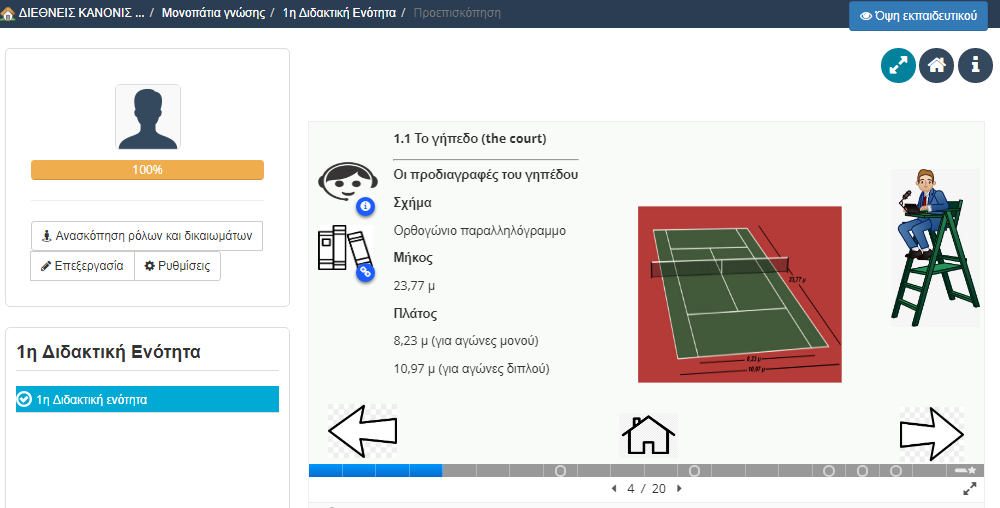 ΔΙΕΘΝΕΙΣ ΚΑΝΟΝΙΣ ... / Μονοπάτια γνώσης / 1η Διδακτική Ενότητα / Προεπισκόπηση
Όψη εκπαιδευτικού
100%
Ανασκόπηση ρόλων και δικαιωμάτων
Επεξεργασία
Ρυθμίσεις
1η Διδακτική Ενότητα
1η Διδακτική ενότητα
1.1 Το γήπεδο (the court)
Οι προδιαγραφές του γηπέδου
Σχήμα
Ορθογώνιο παραλληλόγραμμο
Μήκος
23,77 μ
Πλάτος
8,23 μ (για αγώνες μονού)
10,97 μ (για αγώνες διπλού)
23,77 μ
8,23 μ
10,97 μ
4 / 20